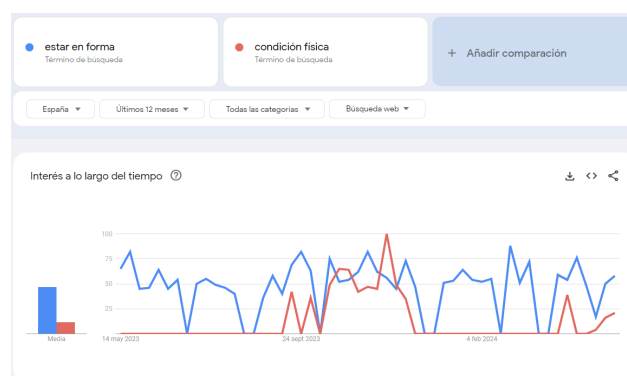 estar en forma
Término de búsqueda
condición física
Término de búsqueda
+ Añadir comparación
España
Últimos 12 meses
Todas las categorías
Búsqueda web
Interés a lo largo del tiempo
100
75
50
25
Media
14 may 2023
24 sept 2023
4 feb 2024